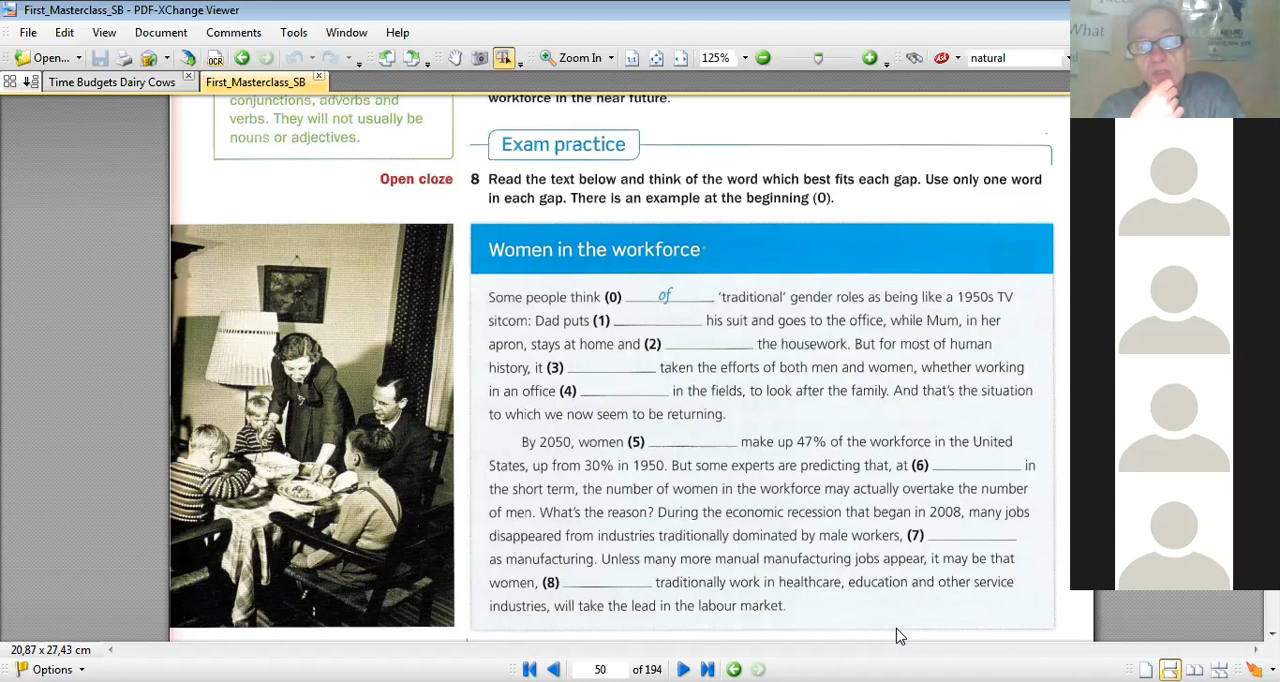 First_Masterclass_SB - PDF-XChange Viewer
File View Document Comments Tools Window Help
Open... OCR Zoom In 125% natural
Time Budgets Dairy Cows First_Masterclass_SB
conjunctions, adverbs and
verbs. They will not usually be
nouns or adjectives.
workforce in the near future.
Exam practice
Open cloze 8 Read the text below and think of the word which best fits each gap. Use only one word
in each gap. There is an example at the beginning (0).
Women in the workforce
Some people think (0) of 'traditional' gender roles as being like a 1950s TV
sitcom: Dad puts (1) his suit and goes to the office, while Mum, in her
apron, stays at home and (2) the housework. But for most of human
history, it (3) taken the efforts of both men and women, whether working
in an office (4) in the fields, to look after the family. And that's the situation
to which we now seem to be returning.
By 2050, women (5) make up 47% of the workforce in the United
States, up from 30% in 1950. But some experts are predicting that, at (6) in
the short term, the number of women in the workforce may actually overtake the number
of men. What's the reason? During the economic recession that began in 2008, many jobs
disappeared from industries traditionally dominated by male workers, (7)
as manufacturing. Unless many more manual manufacturing jobs appear, it may be that
women, (8) traditionally work in healthcare, education and other service
industries, will take the lead in the labour market.
20,87 x 27,43 cm
Options 50 of 194
What